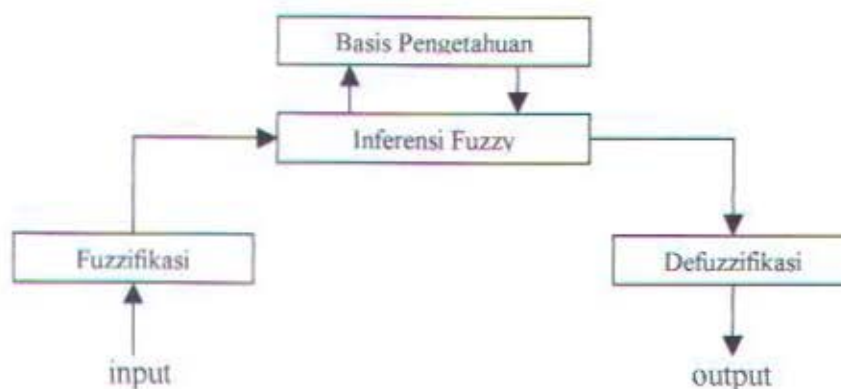 Basis Pengetahuan
Inferensi Fuzzy
Fuzzifikasi
Defuzzifikasi
input
output